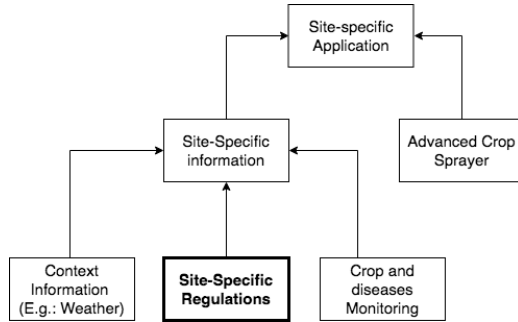 Site-specific
Application
Site-Specific
information
Advanced Crop
Sprayer
Context
Information
(E.g.: Weather)
Site-Specific
Regulations
Crop and
diseases
Monitoring